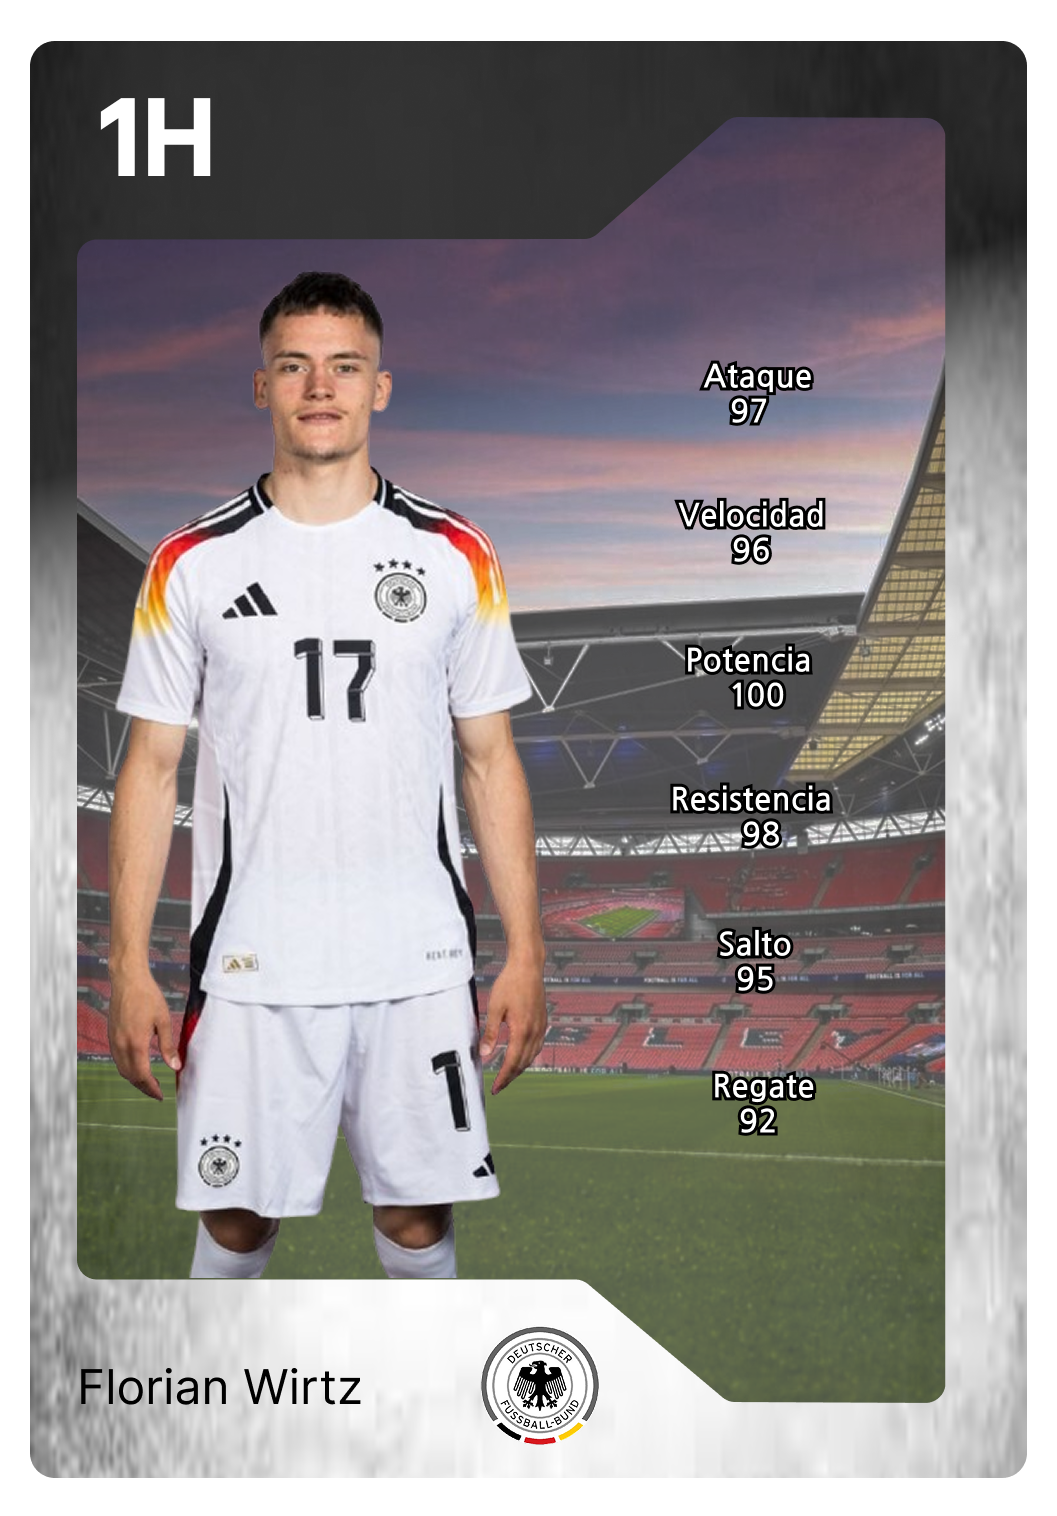 1H
Ataque
97
Velocidad
96
17
Potencia
100
Resistencia
98
Salto
95
Regate
92
1
Florian Wirtz
DEUTSCHER
FUSSBALL-BUND